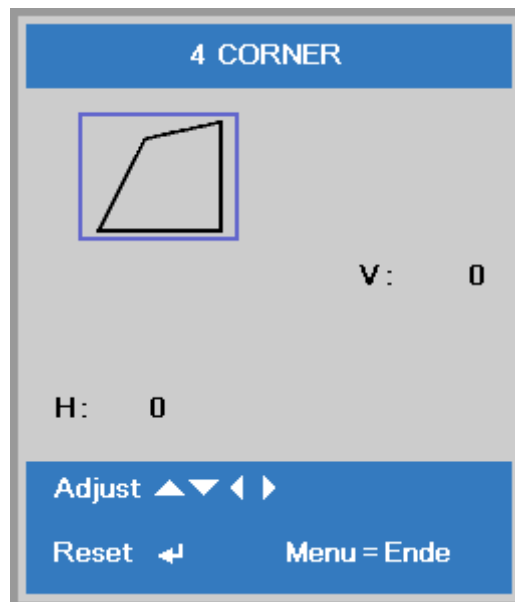 4 CORNER
V: 0
H: 0
Adjust ▲▼◀▶
Reset ↵ Menu = Ende